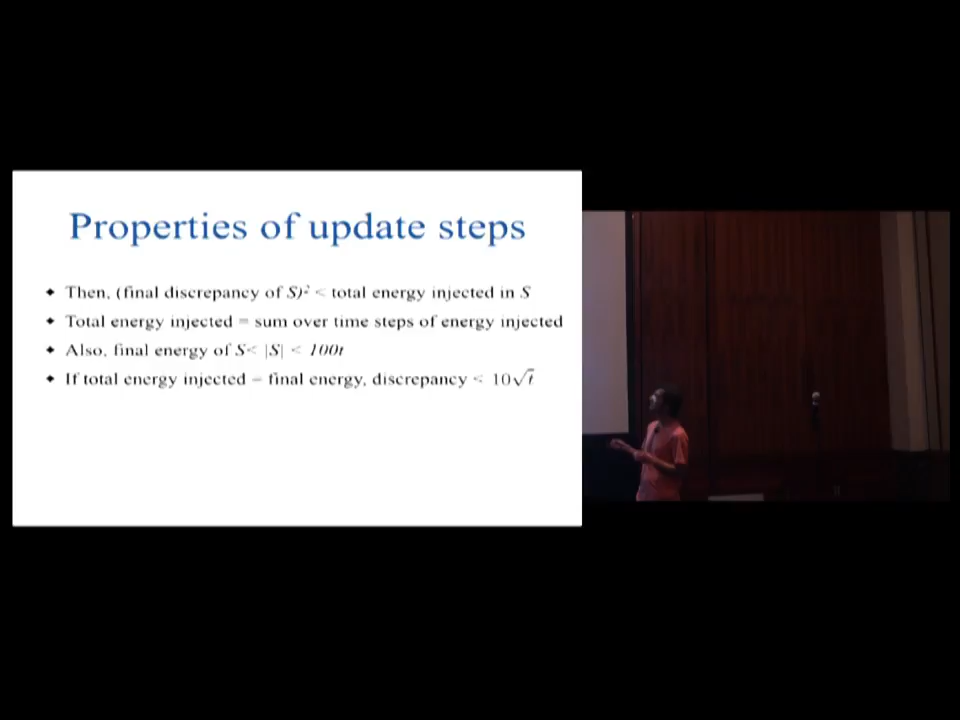 Properties of update steps
Then, (final discrepancy of S)² < total energy injected in S
Total energy injected = sum over time steps of energy injected
Also, final energy of S< |S| < 100t
If total energy injected = final energy, discrepancy < 10√t